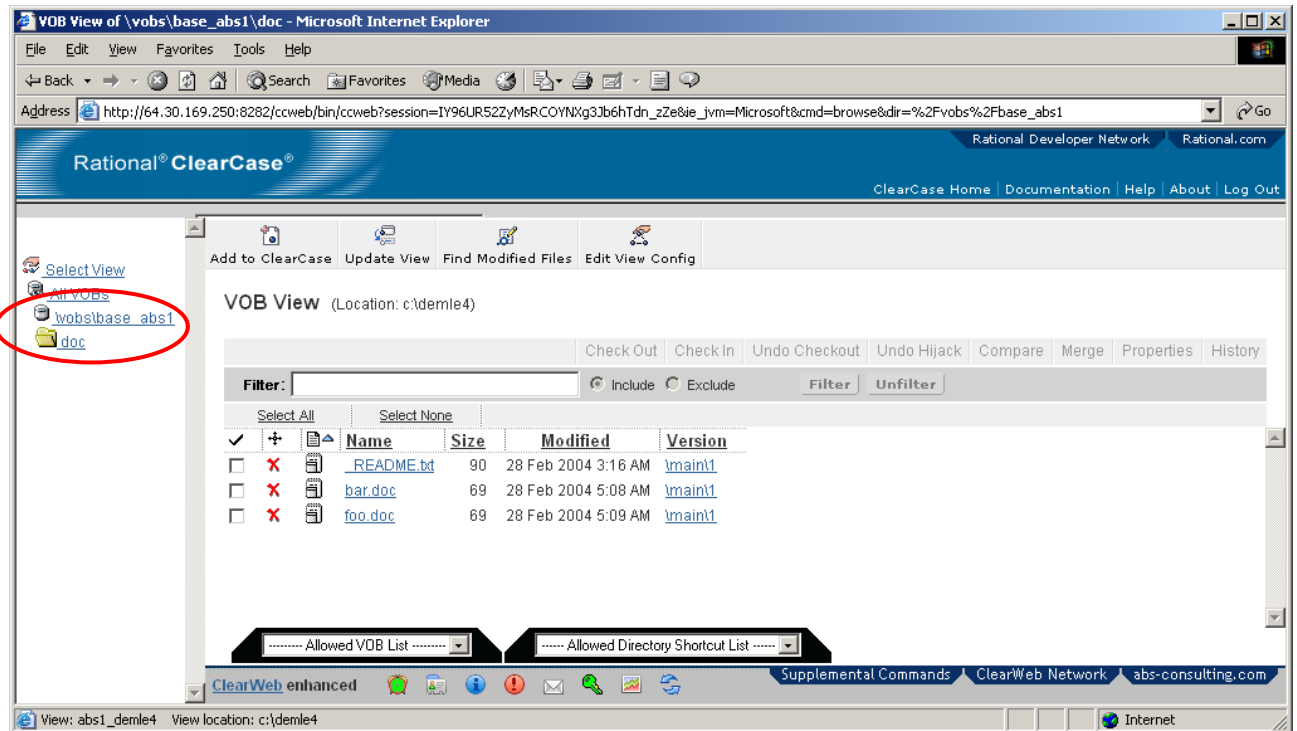 VOB View of \vobs\base_abs1\doc - Microsoft Internet Explorer
File Edit View Favorites Tools Help
Back Search Favorites Media
Address http://64.30.169.250:8282/ccweb/bin/ccweb?session=IY96UR52ZyMsRCOYNXg3Jb6hTdn_zZe&ie_jvm=Microsoft&cmd=browse&dir=%2Fvobs%2Fbase_abs1 Go
Rational Developer Network Rational.com
Rational® ClearCase®
ClearCase Home | Documentation | Help | About | Log Out
Add to ClearCase Update View Find Modified Files Edit View Config
Select View
All VOBs
\vobs\base_abs1
doc
VOB View (Location: c:\demle4)
Check Out Check In Undo Checkout Undo Hijack Compare Merge Properties History
Filter: Include Exclude Filter Unfilter
Select All Select None
Name Size Modified Version
_README.txt 90 28 Feb 2004 3:16 AM \main\1
bar.doc 69 28 Feb 2004 5:08 AM \main\1
foo.doc 69 28 Feb 2004 5:09 AM \main\1
--------- Allowed VOB List --------- ------ Allowed Directory Shortcut List ------
ClearWeb enhanced Supplemental Commands ClearWeb Network abs-consulting.com
View: abs1_demle4 View location: c:\demle4 Internet